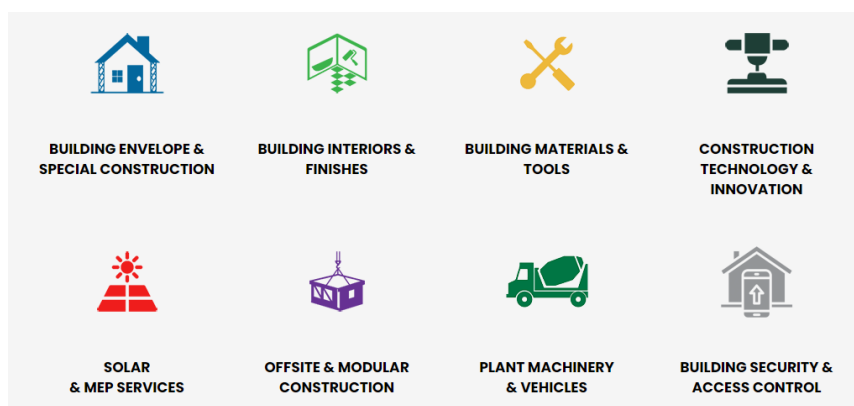 BUILDING ENVELOPE &
SPECIAL CONSTRUCTION
BUILDING INTERIORS &
FINISHES
BUILDING MATERIALS &
TOOLS
CONSTRUCTION
TECHNOLOGY &
INNOVATION
SOLAR
& MEP SERVICES
OFFSITE & MODULAR
CONSTRUCTION
PLANT MACHINERY
& VEHICLES
BUILDING SECURITY &
ACCESS CONTROL